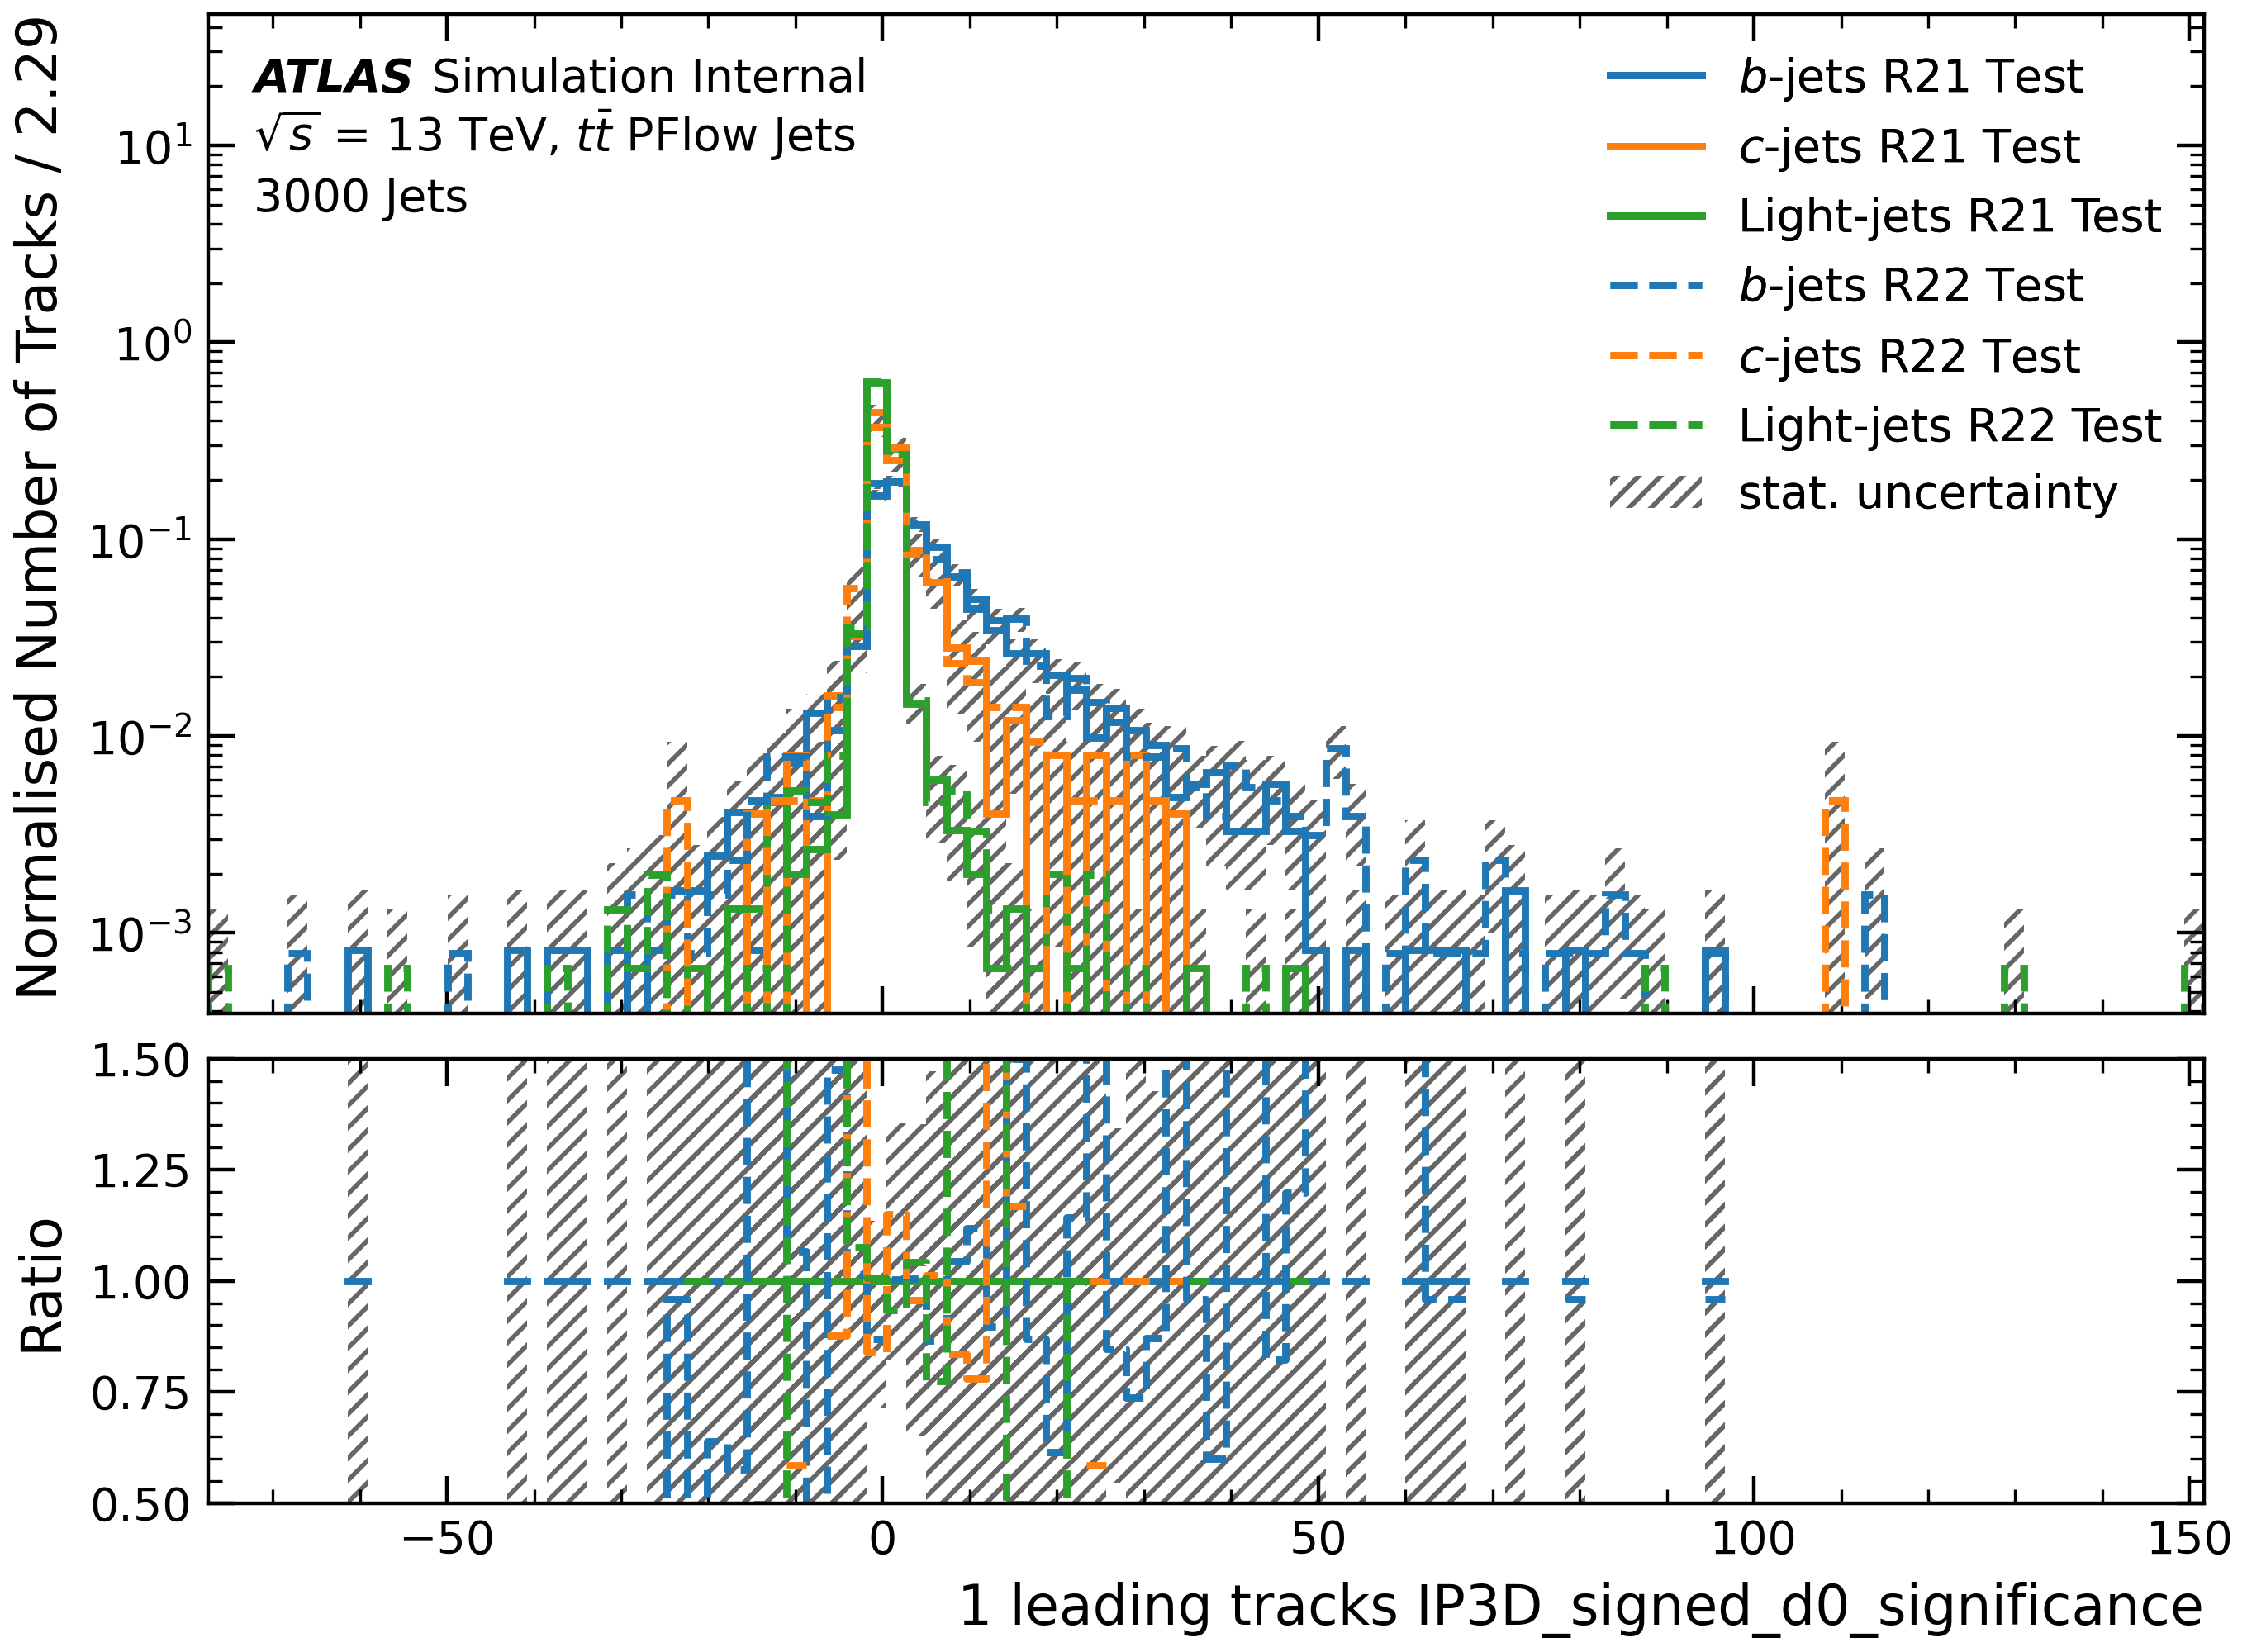 ATLAS Simulation Internal
√s = 13 TeV, tt̄ PFlow Jets
3000 Jets
b-jets R21 Test
c-jets R21 Test
Light-jets R21 Test
b-jets R22 Test
c-jets R22 Test
Light-jets R22 Test
stat. uncertainty
Normalised Number of Tracks / 2.29
10¹
10⁰
10⁻¹
10⁻²
10⁻³
Ratio
1.50
1.25
1.00
0.75
0.50
−50 0 50 100 150
1 leading tracks IP3D_signed_d0_significance